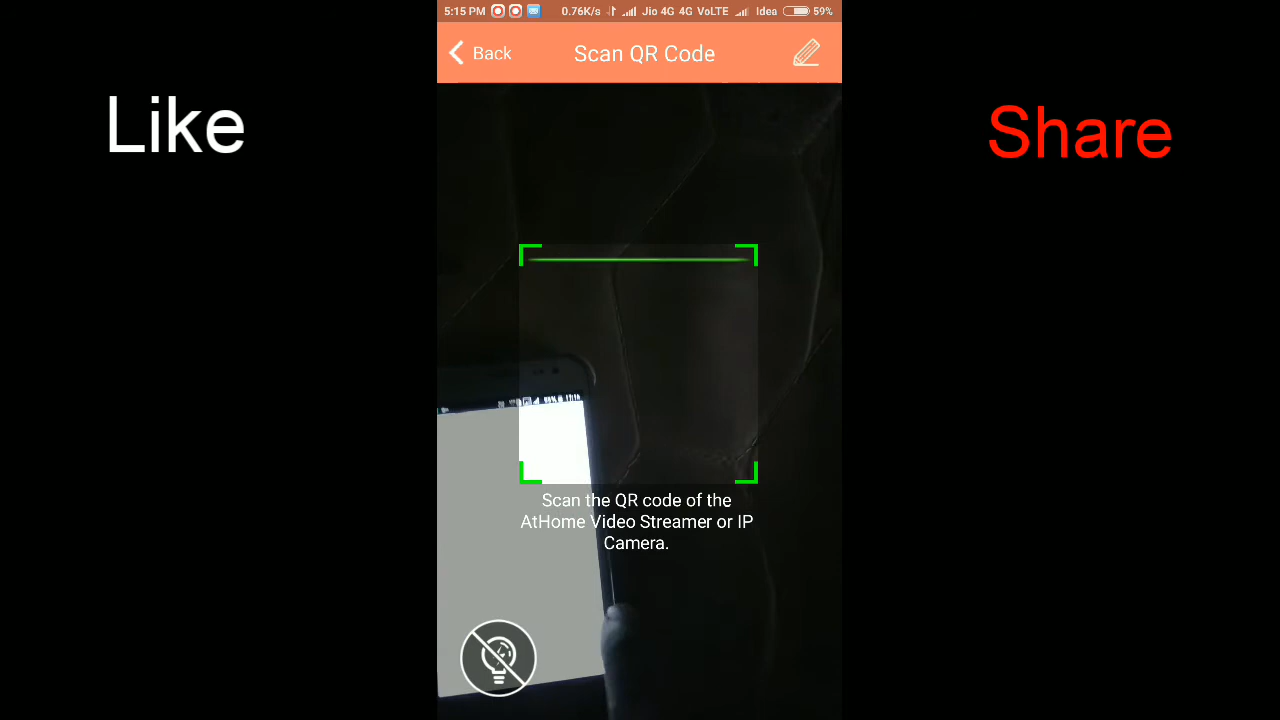 5:15 PM 0.76K/s Jio 4G 4G VoLTE Idea 59%
Back Scan QR Code
Like
Share
Scan the QR code of the
AtHome Video Streamer or IP
Camera.